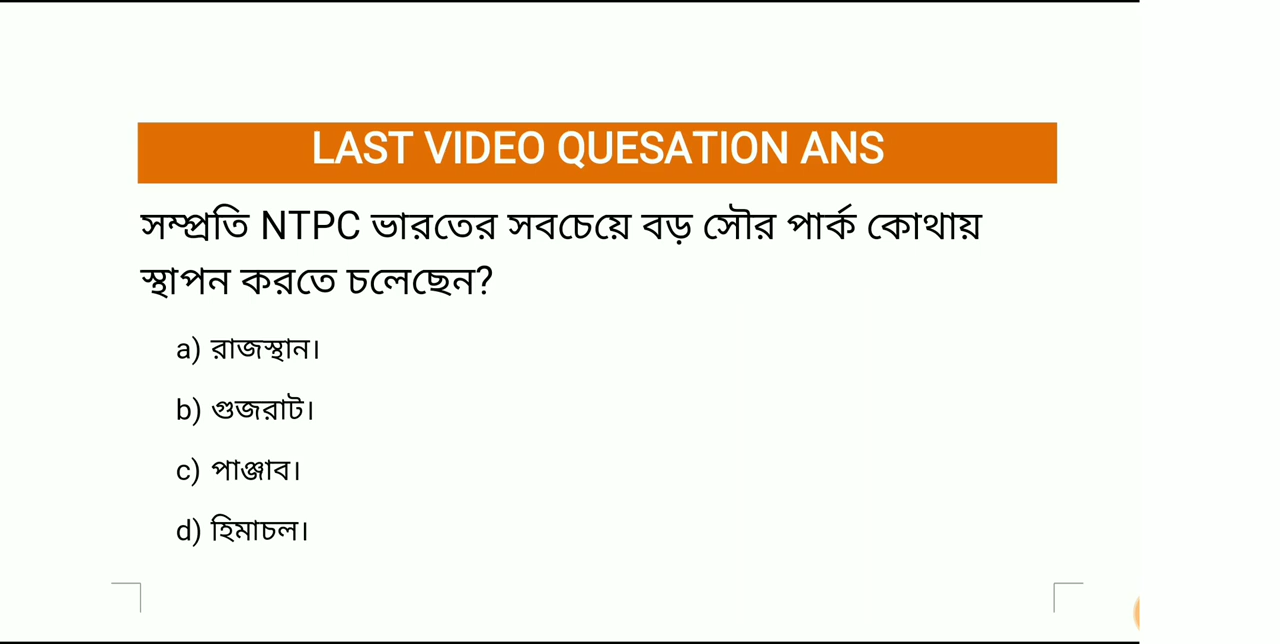 LAST VIDEO QUESATION ANS
সম্প্রতি NTPC ভারতের সবচেয়ে বড় সৌর পার্ক কোথায়
স্থাপন করতে চলেছেন?
a) রাজস্থান।
b) গুজরাট।
c) পাঞ্জাব।
d) হিমাচল।